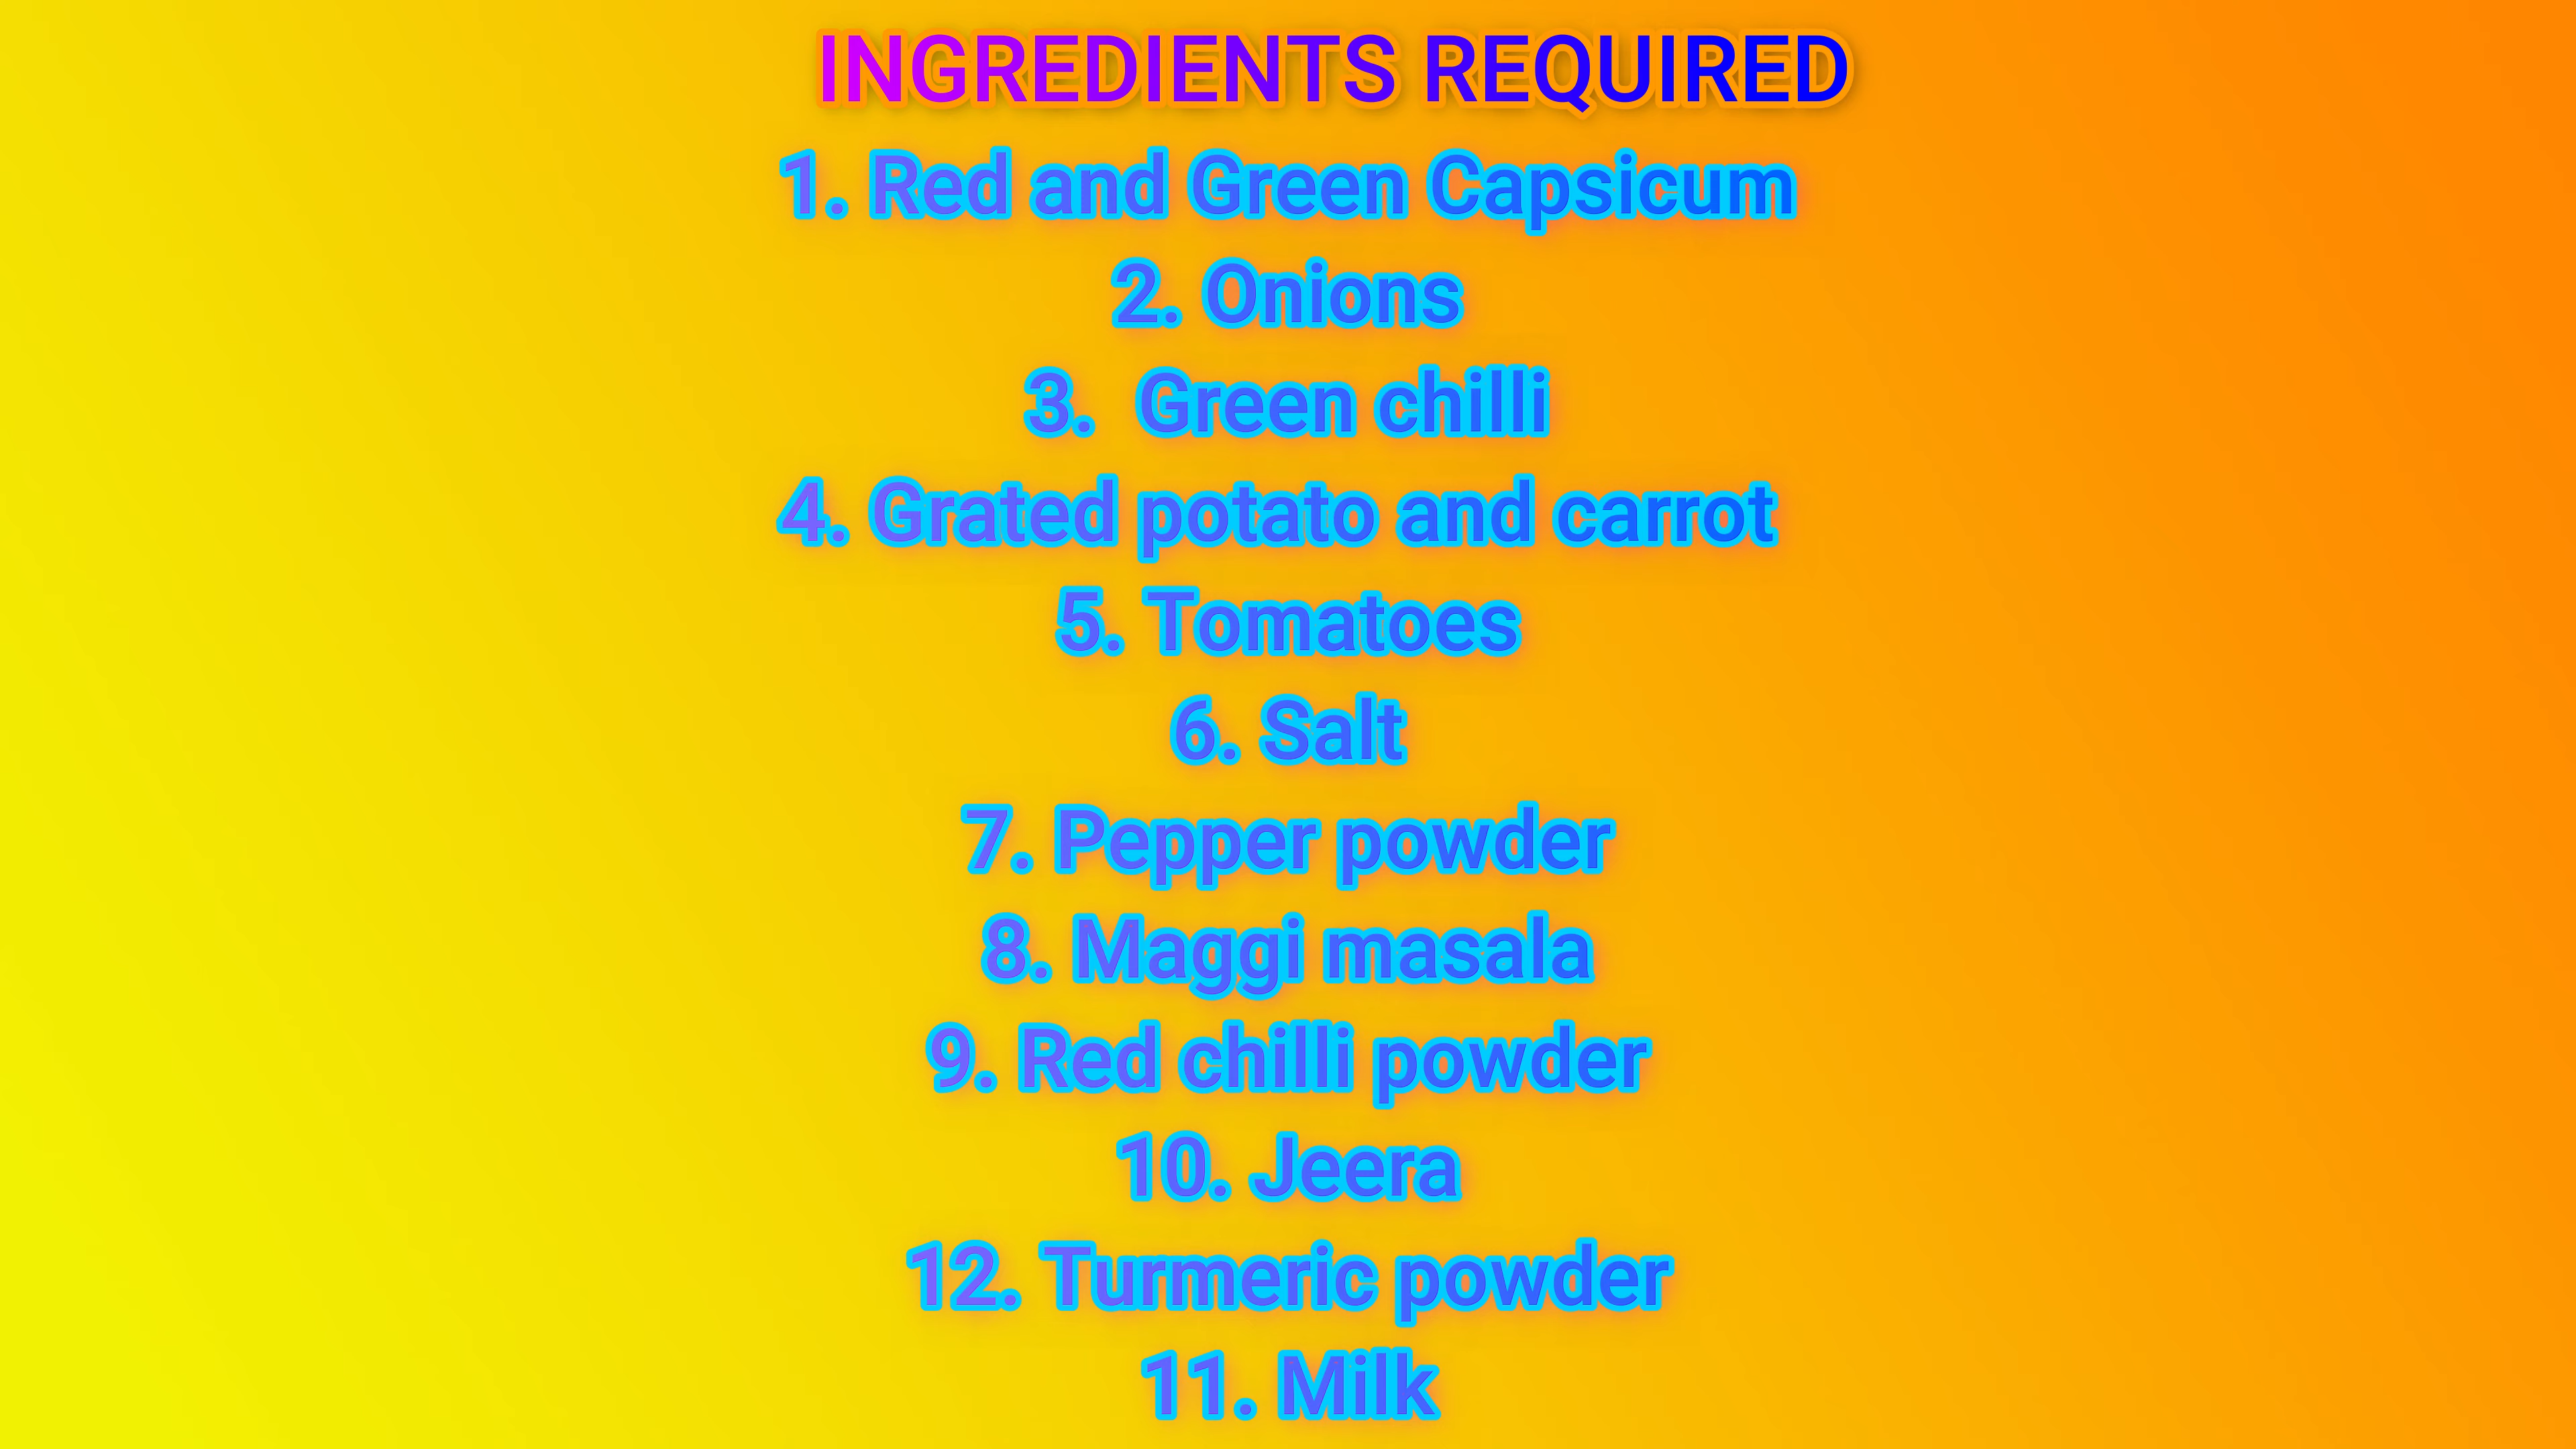 INGREDIENTS REQUIRED
1. Red and Green Capsicum
2. Onions
3.  Green chilli
4. Grated potato and carrot
5. Tomatoes
6. Salt
7. Pepper powder
8. Maggi masala
9. Red chilli powder
10. Jeera
12. Turmeric powder
11. Milk